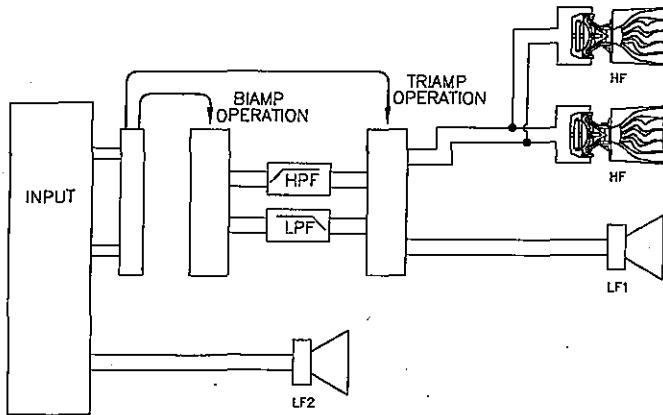 HF
TRIAMP
OPERATION
BIAMP
OPERATION
HF
INPUT
HPF
LPF
LF1
LF2